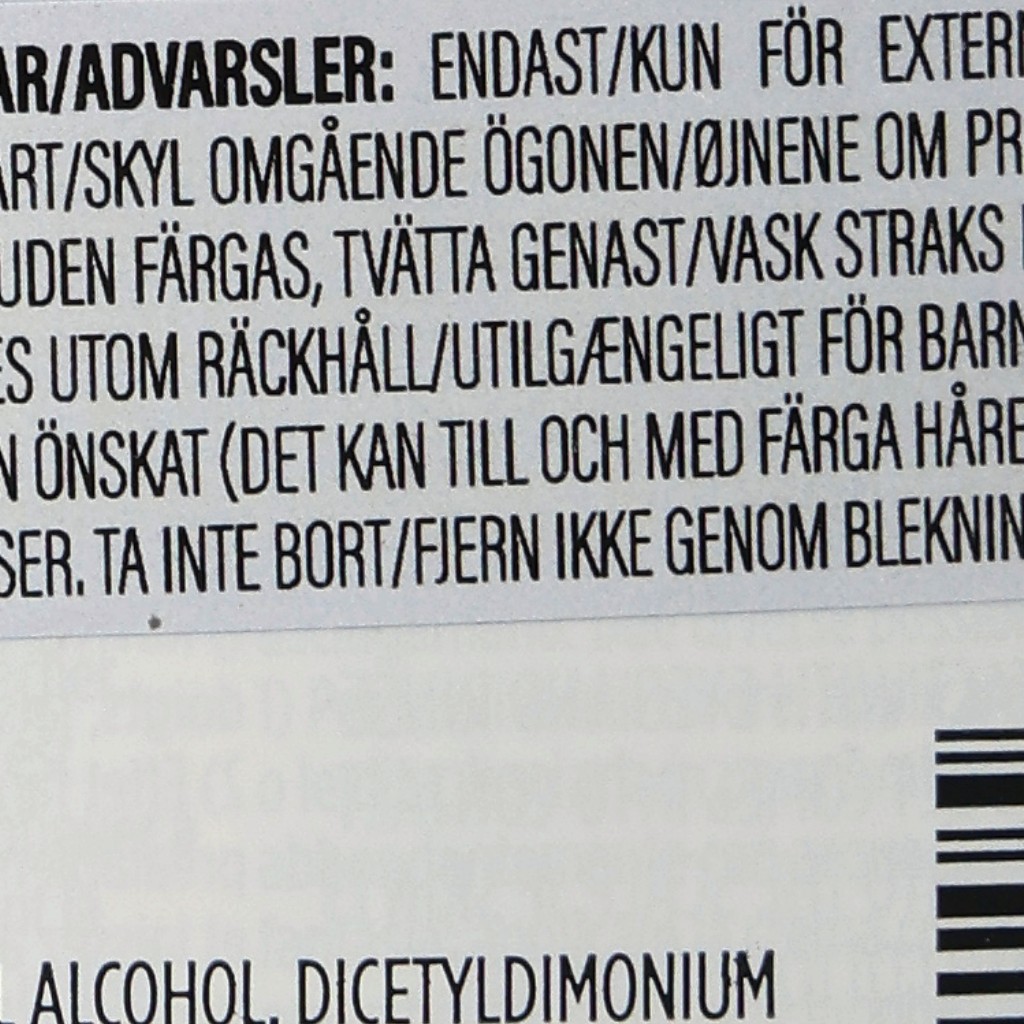 AR/ADVARSLER: ENDAST/KUN FÖR EXTER
ART/SKYL OMGÅENDE ÖGONEN/ØJNENE OM PR
UDEN FÄRGAS, TVÄTTA GENAST/VASK STRAKS
ES UTOM RÄCKHÅLL/UTILGÆNGELIGT FÖR BARN
N ÖNSKAT (DET KAN TILL OCH MED FÄRGA HÅRE
SER. TA INTE BORT/FJERN IKKE GENOM BLEKNIN
ALCOHOL, DICETYLDIMONIUM